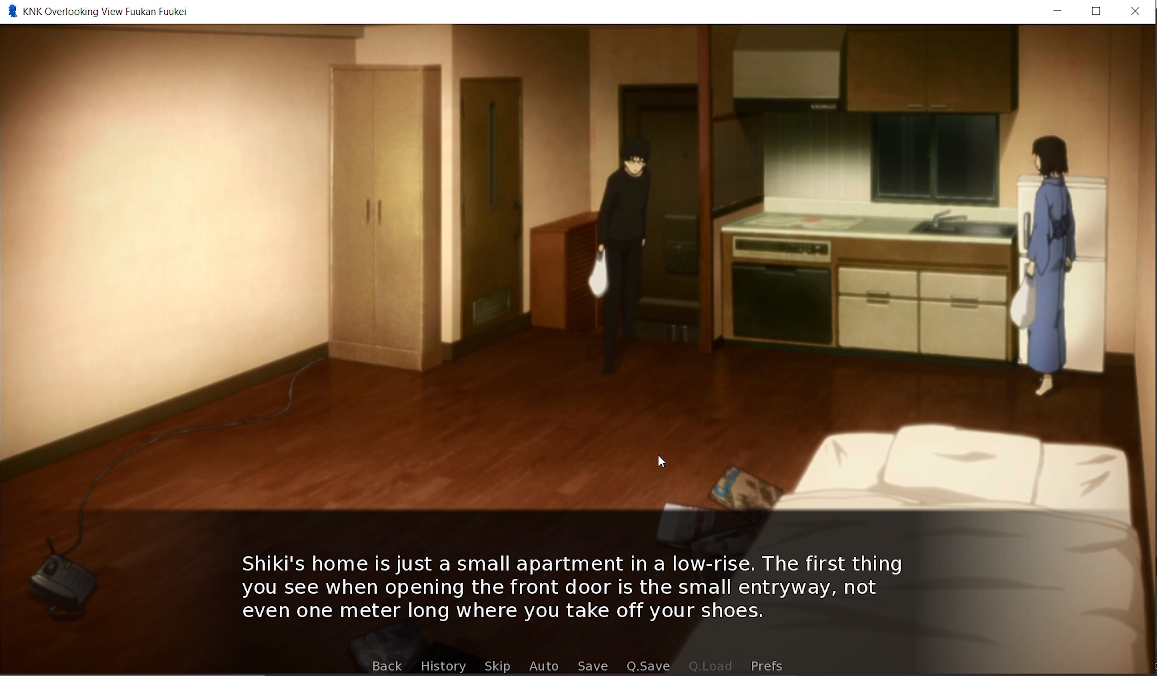 KNK Overlooking View Fuukan Fuukei
Shiki's home is just a small apartment in a low-rise. The first thing
you see when opening the front door is the small entryway, not
even one meter long where you take off your shoes.
Back History Skip Auto Save Q.Save Q.Load Prefs